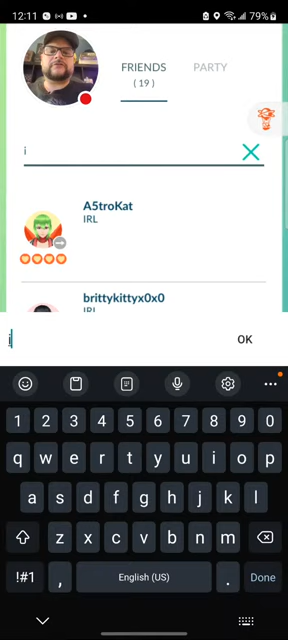 12:11
79%
FRIENDS
( 19 )
PARTY
i
A5troKat
IRL
brittykittyx0x0
IRL
i
OK
1 2 3 4 5 6 7 8 9 0
q w e r t y u i o p
a s d f g h j k l
z x c v b n m
!#1 , English (US) . Done